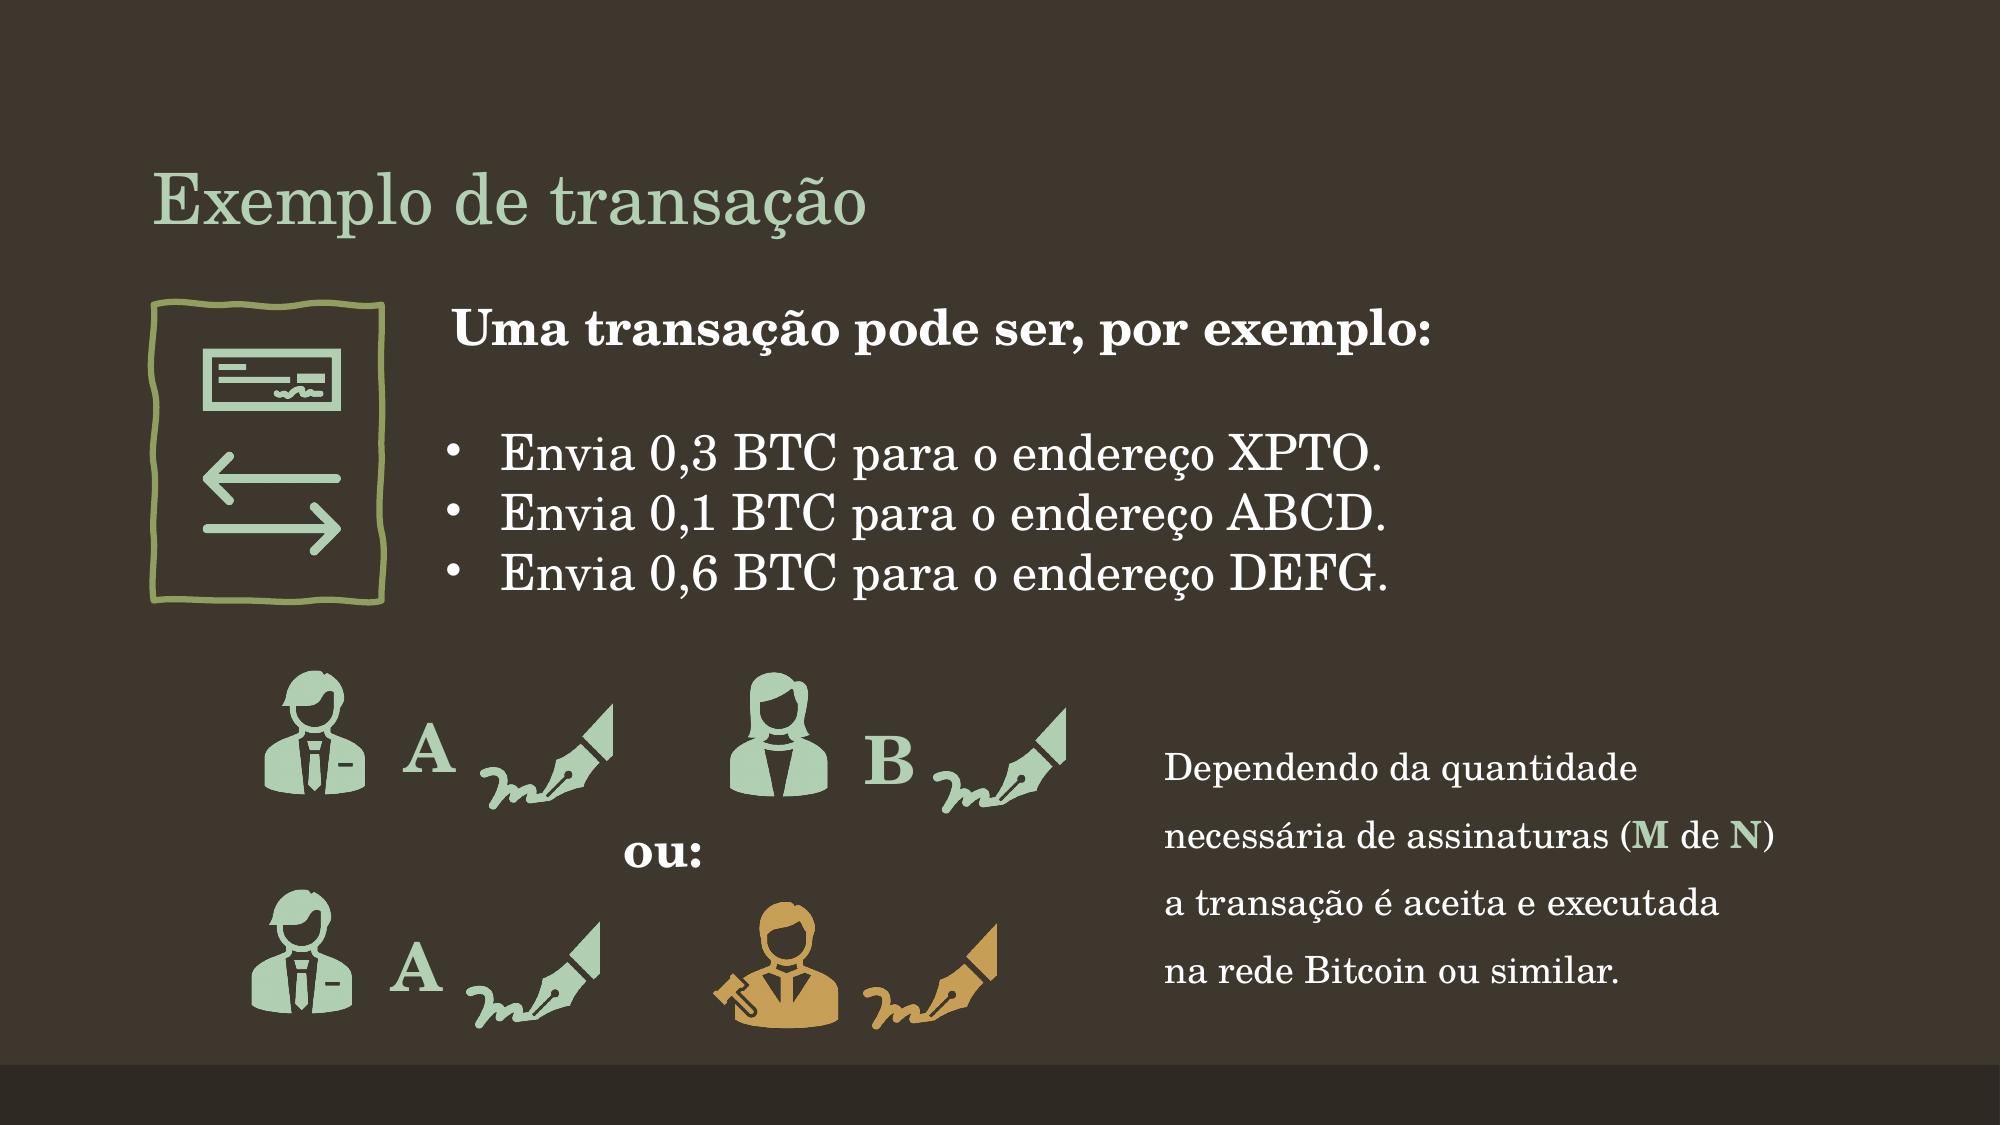 Exemplo de transação
Uma transação pode ser, por exemplo:
• Envia 0,3 BTC para o endereço XPTO.
• Envia 0,1 BTC para o endereço ABCD.
• Envia 0,6 BTC para o endereço DEFG.
A
B
ou:
A
Dependendo da quantidade
necessária de assinaturas (M de N)
a transação é aceita e executada
na rede Bitcoin ou similar.